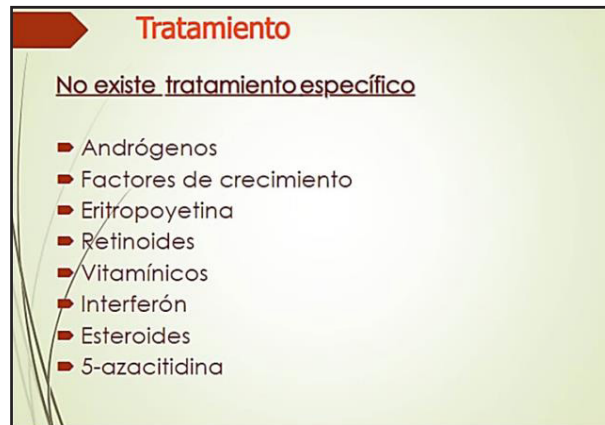 Tratamiento
No existe tratamiento específico
Andrógenos
Factores de crecimiento
Eritropoyetina
Retinoides
Vitamínicos
Interferón
Esteroides
5-azacitidina